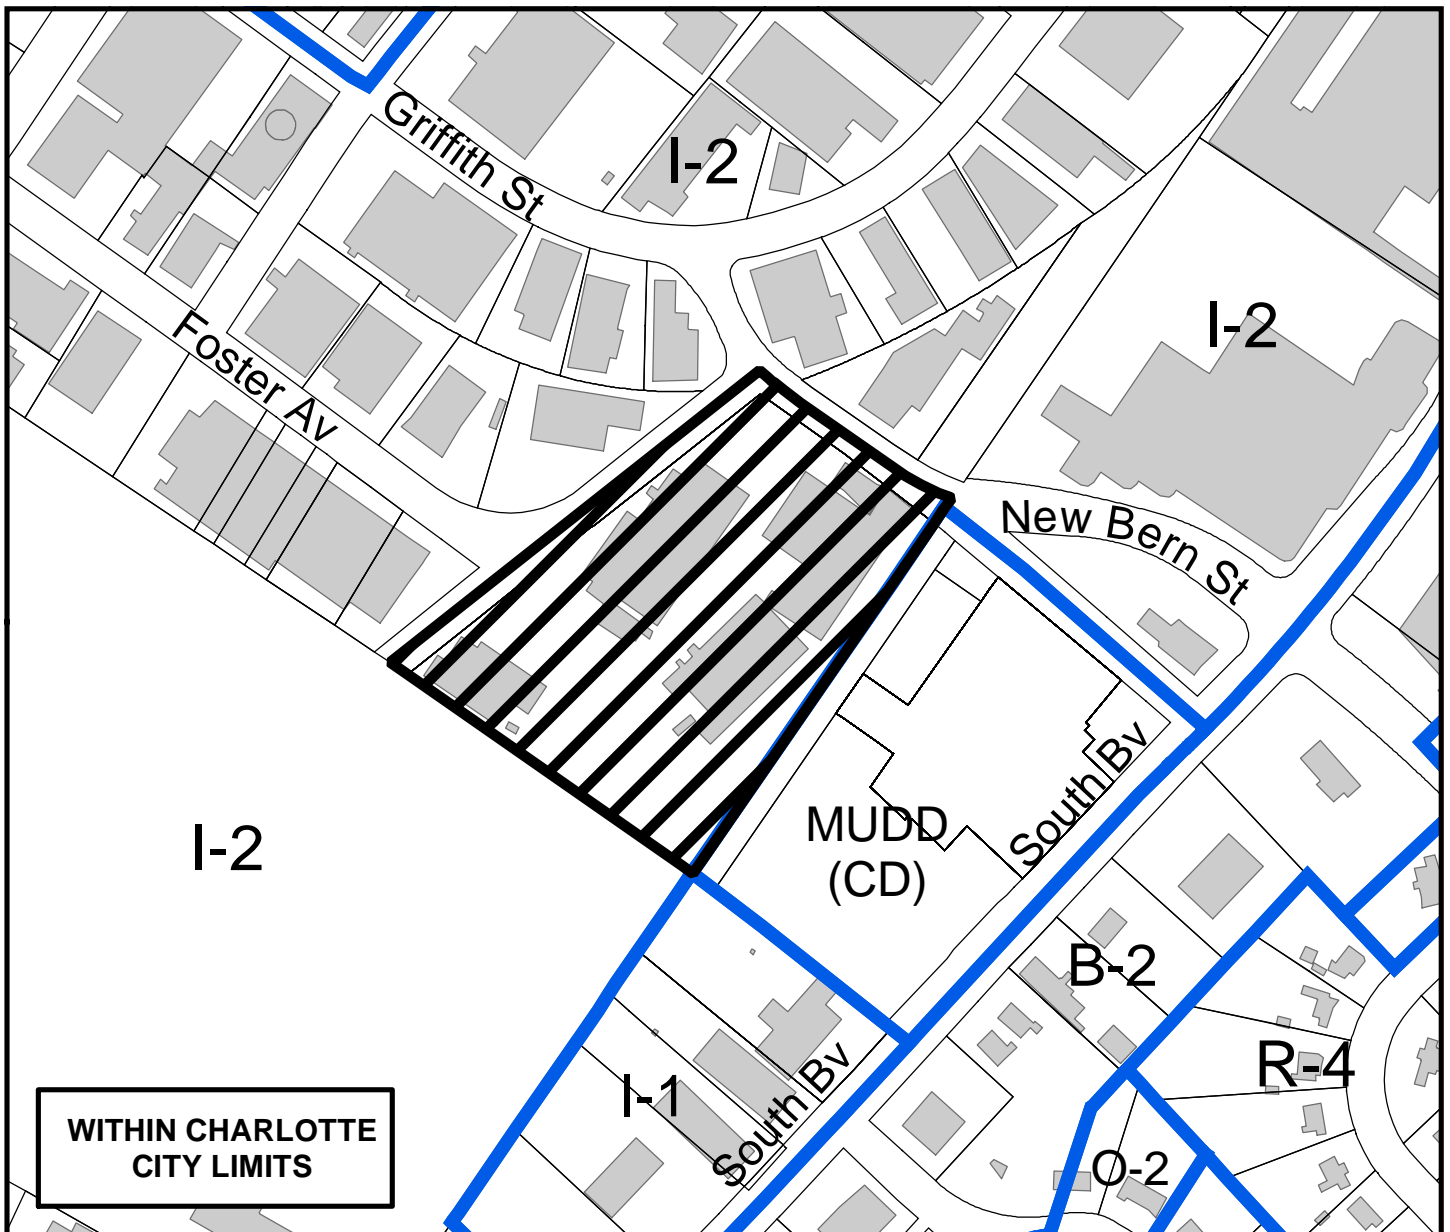 Griffith St
I-2
I-2
Foster Av
New Bern St
South Bv
MUDD
(CD)
I-2
B-2
R-4
I-1
South Bv
O-2
WITHIN CHARLOTTE
CITY LIMITS